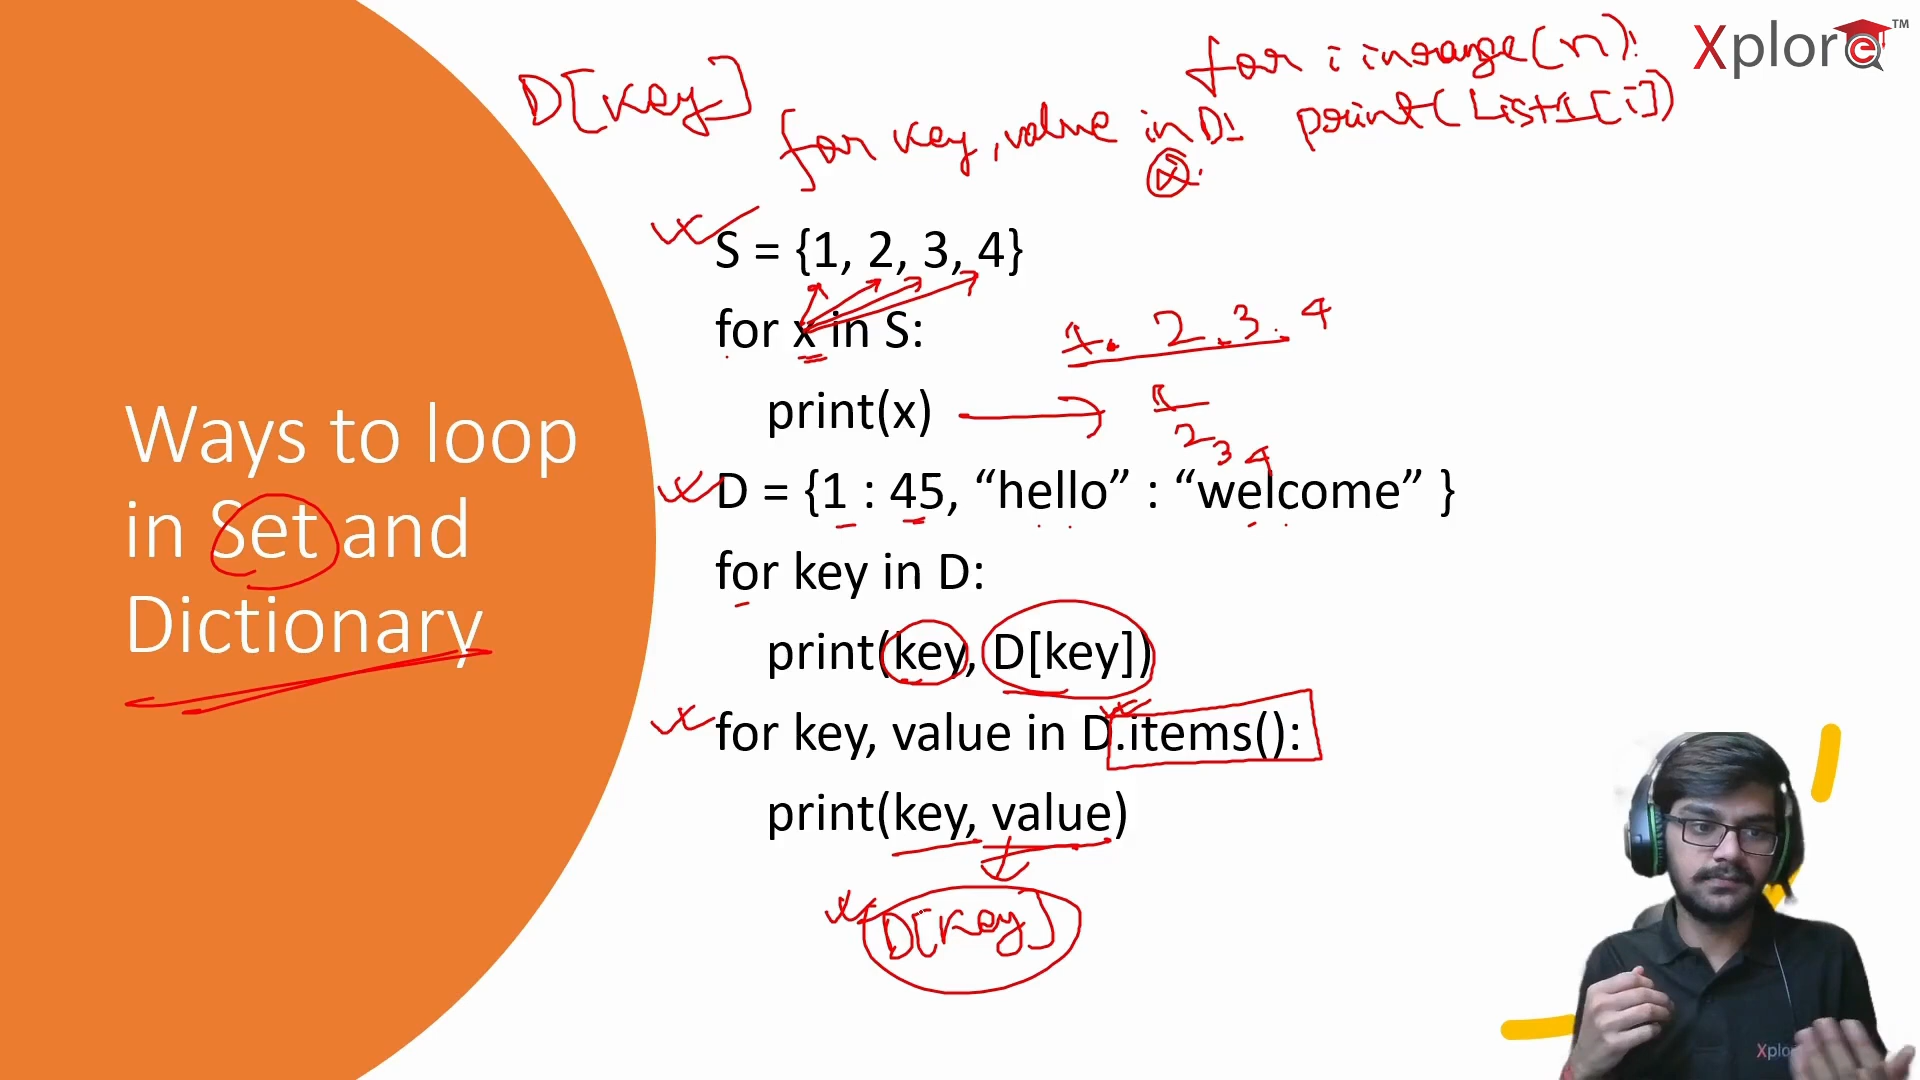 Xplore™
for i in range(n):
print(List1[i])
D[key]
for key, value in D:
S = {1, 2, 3, 4}
for x in S:
1. 2. 3. 4
print(x)
1
2 3 4
Ways to loop
in Set and
Dictionary
D = {1 : 45, “hello” : “welcome” }
for key in D:
print(key, D[key])
for key, value in D.items():
print(key, value)
D[key]